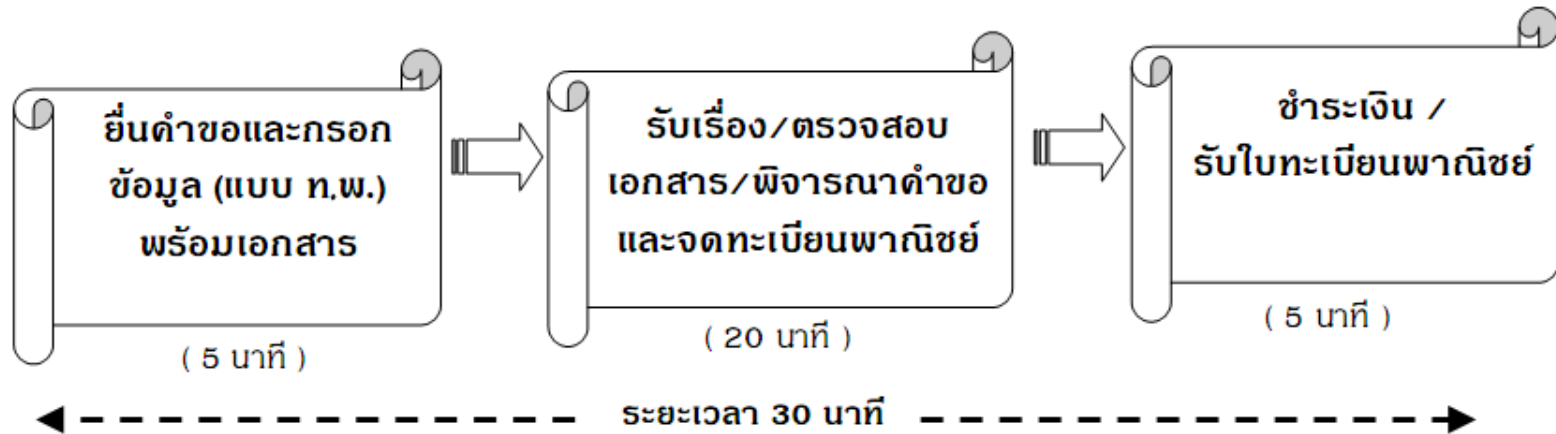 ยื่นคำขอและกรอก
ข้อมูล (แบบ ท.พ.)
พร้อมเอกสาร
( 5 นาที )
รับเรื่อง/ตรวจสอบ
เอกสาร/พิจารณาคำขอ
และจดทะเบียนพาณิชย์
( 20 นาที )
ชำระเงิน /
รับใบทะเบียนพาณิชย์
( 5 นาที )
ระยะเวลา 30 นาที